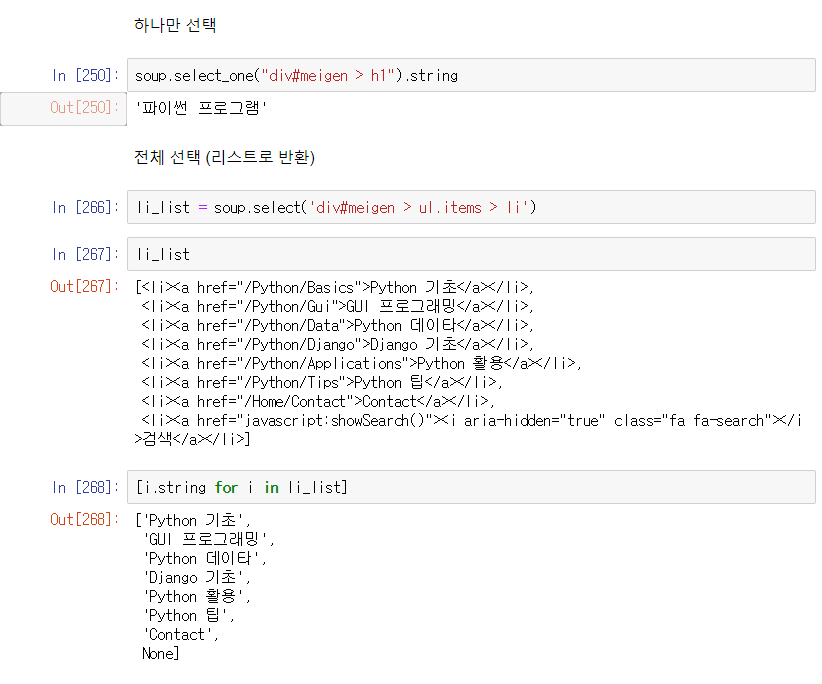 하나만 선택
In [250]: soup.select_one("div#meigen > h1").string
Out[250]: '파이썬 프로그램'
전체 선택 (리스트로 반환)
In [266]: li_list = soup.select('div#meigen > ul.items > li')
In [267]: li_list
Out[267]: [<li><a href="/Python/Basics">Python 기초</a></li>,
<li><a href="/Python/Gui">GUI 프로그래밍</a></li>,
<li><a href="/Python/Data">Python 데이타</a></li>,
<li><a href="/Python/Django">Django 기초</a></li>,
<li><a href="/Python/Applications">Python 활용</a></li>,
<li><a href="/Python/Tips">Python 팁</a></li>,
<li><a href="/Home/Contact">Contact</a></li>,
<li><a href="javascript:showSearch()"><i aria-hidden="true" class="fa fa-search"></i
>검색</a></li>]
In [268]: [i.string for i in li_list]
Out[268]: ['Python 기초',
'GUI 프로그래밍',
'Python 데이타',
'Django 기초',
'Python 활용',
'Python 팁',
'Contact',
None]